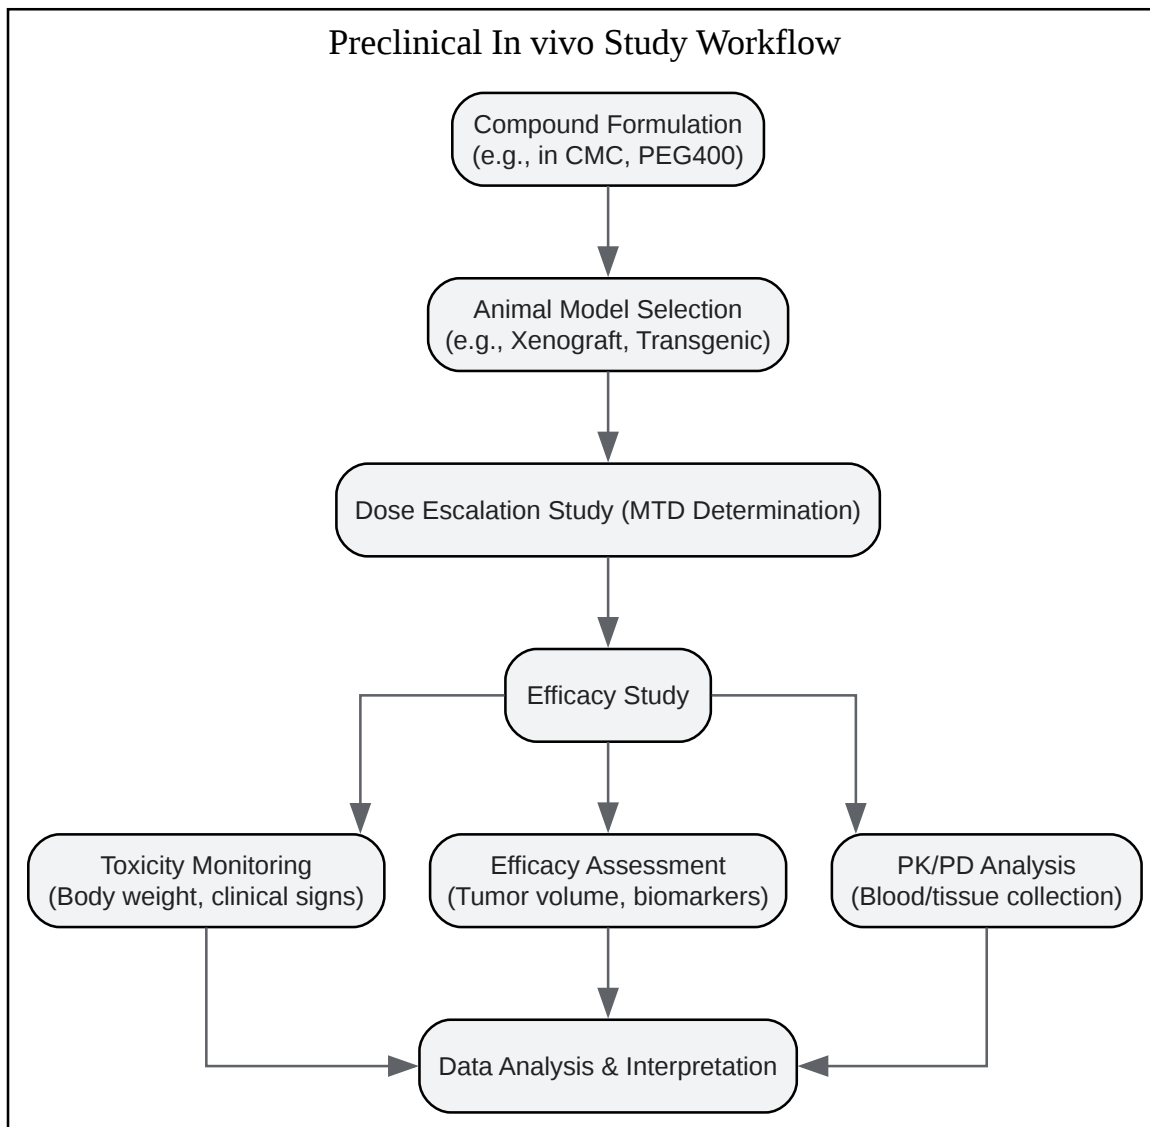 Preclinical In vivo Study Workflow
Compound Formulation
(e.g., in CMC, PEG400)
Animal Model Selection
(e.g., Xenograft, Transgenic)
Dose Escalation Study (MTD Determination)
Efficacy Study
Toxicity Monitoring
(Body weight, clinical signs)
Efficacy Assessment
(Tumor volume, biomarkers)
PK/PD Analysis
(Blood/tissue collection)
Data Analysis & Interpretation